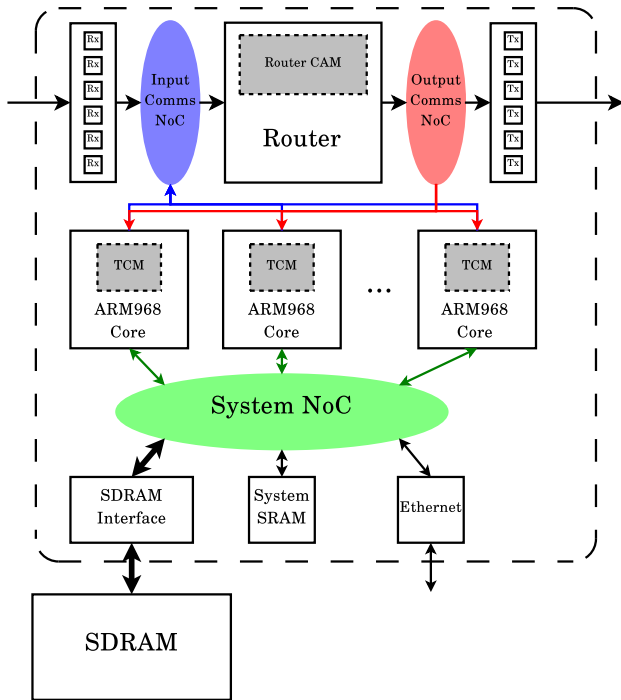 Rx
Rx
Rx
Rx
Rx
Rx
Input
Comms
NoC
Router CAM
Router
Output
Comms
NoC
Tx
Tx
Tx
Tx
Tx
Tx
TCM
ARM968
Core
TCM
ARM968
Core
...
TCM
ARM968
Core
System NoC
SDRAM
Interface
System
SRAM
Ethernet
SDRAM